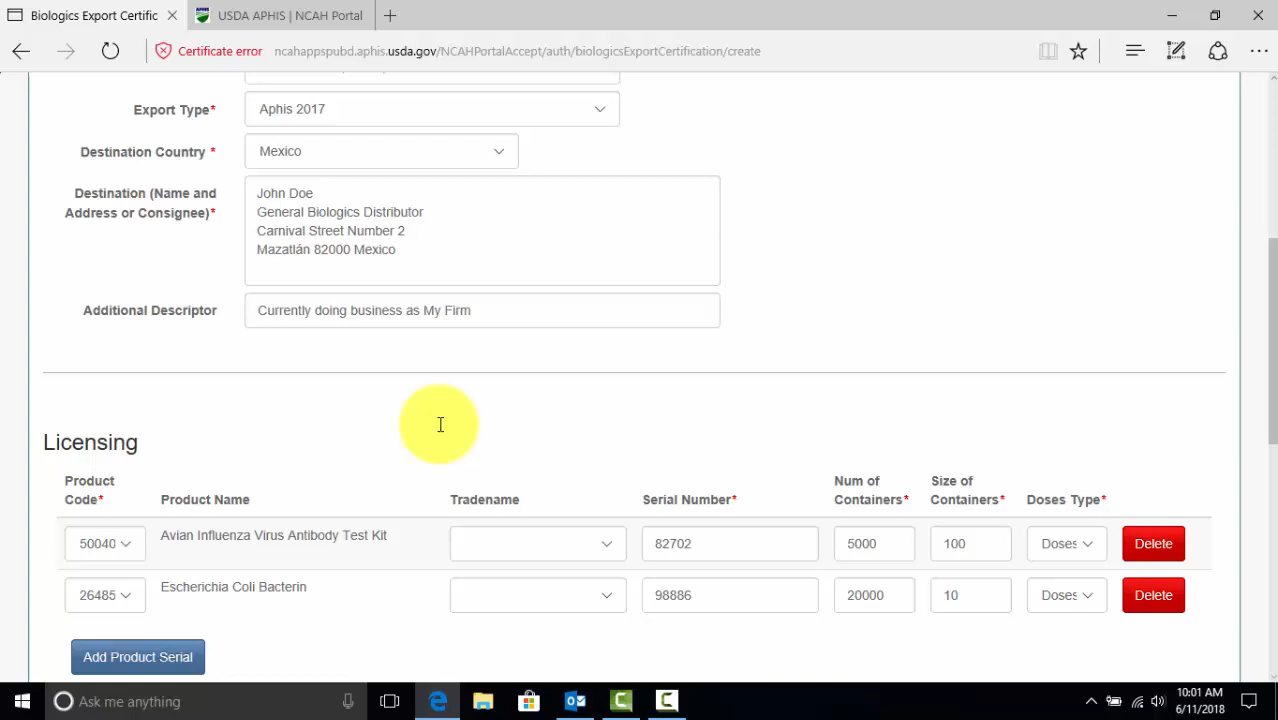 Biologics Export Certific
USDA APHIS | NCAH Portal
Certificate error
ncahappspubd.aphis.usda.gov/NCAHPortalAccept/auth/biologicsExportCertification/create
Export Type*
Aphis 2017
Destination Country *
Mexico
Destination (Name and
Address or Consignee)*
John Doe
General Biologics Distributor
Carnival Street Number 2
Mazatlán 82000 Mexico
Additional Descriptor
Currently doing business as My Firm
Licensing
Product
Code*
Product Name
Tradename
Serial Number*
Num of
Containers*
Size of
Containers*
Doses Type*
50040
Avian Influenza Virus Antibody Test Kit
82702
5000
100
Doses
Delete
26485
Escherichia Coli Bacterin
98886
20000
10
Doses
Delete
Add Product Serial
Ask me anything
10:01 AM
6/11/2018